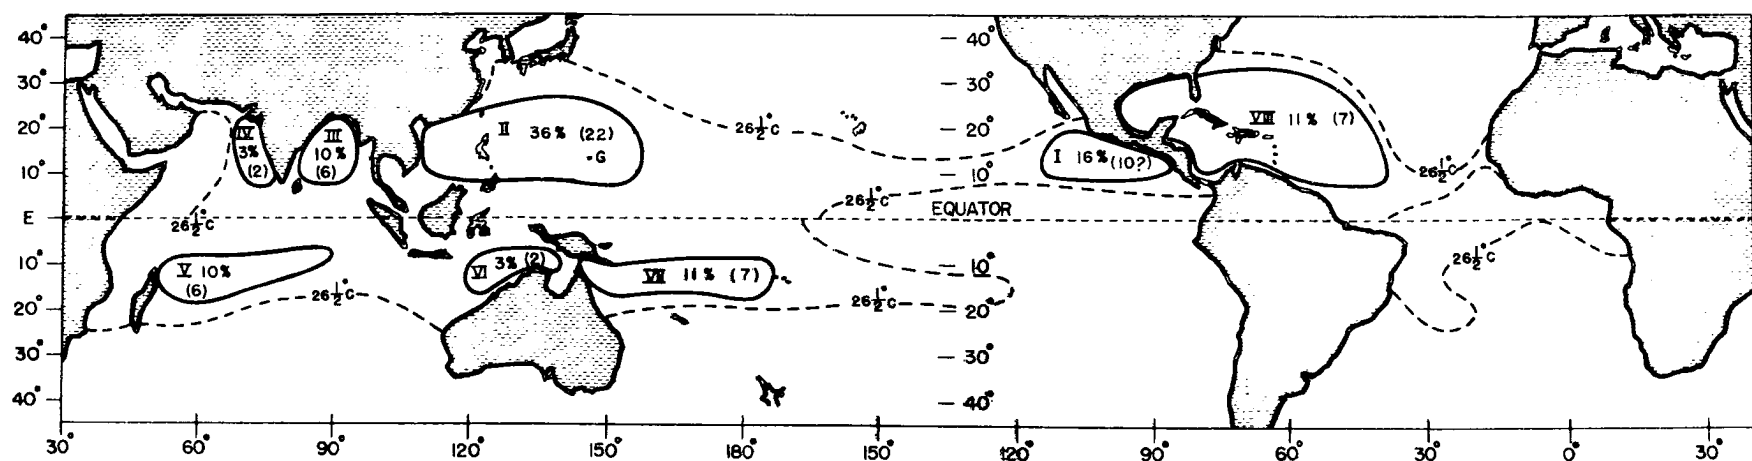 40°
30°
20°
10°
E
10°
20°
30°
40°
40°
30°
20°
10°
10°
20°
30°
40°
IV
3%
(2)
III
10%
(6)
II 36% (22)
G
I 16% (10?)
VIII 11% (7)
V 10%
(6)
VI 3% (2)
VII 11% (7)
26½°C
26½°C
26½°C
26½°C
26½°C
26½°C
26½°C
EQUATOR
30° 60° 90° 120° 150° 180° 150° 120° 90° 60° 30° 0° 30°